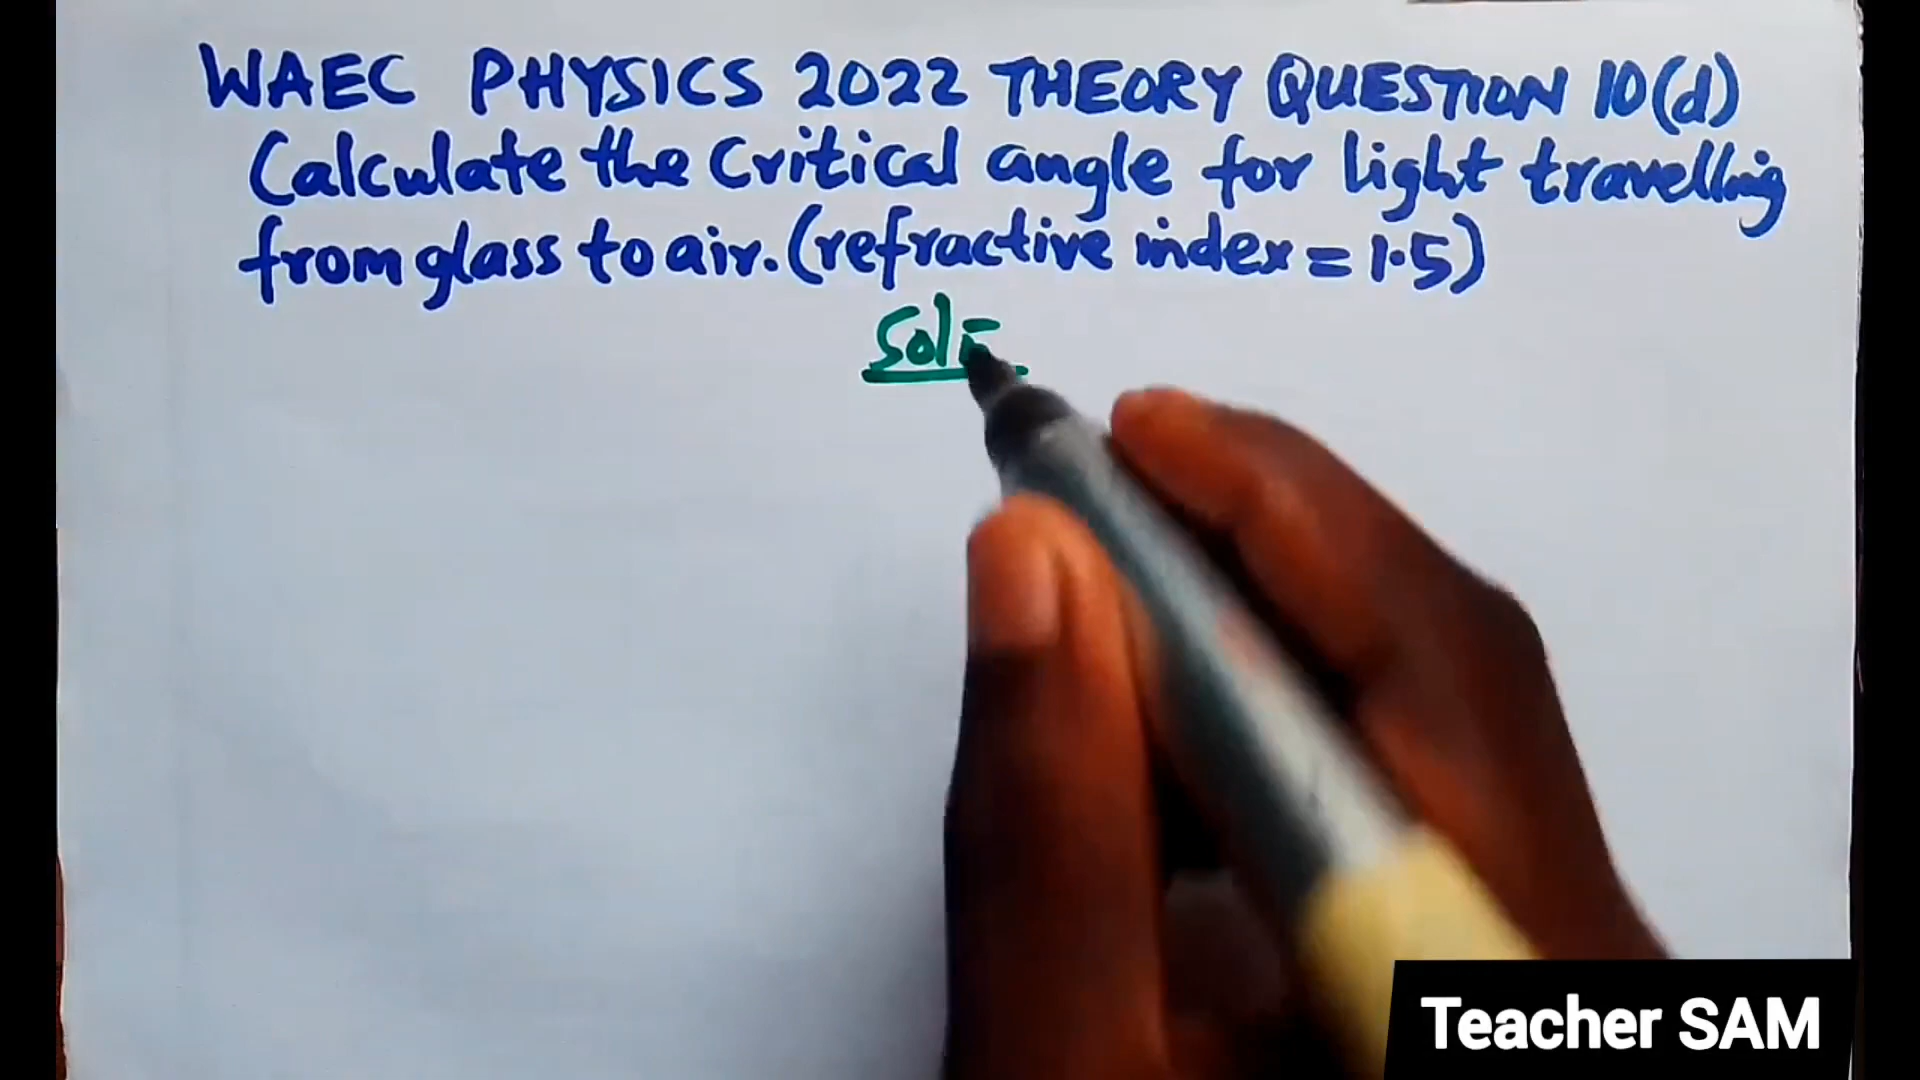 WAEC PHYSICS 2022 THEORY QUESTION 10(d)
Calculate the Critical angle for light travelling
from glass to air. (refractive index = 1.5)
Teacher SAM